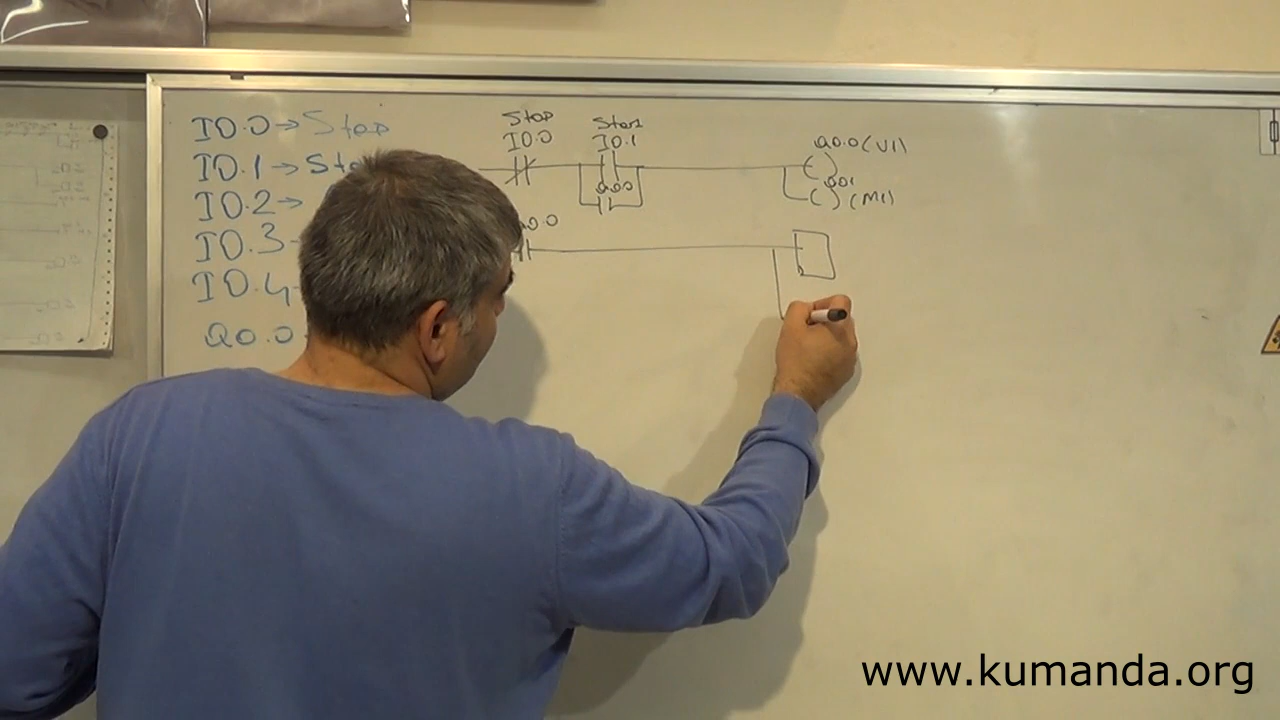 I0.0→Stop
I0.1→Sta
I0.2→
I0.3
I0.4
Q0.0
Stop
I0.0
Start
I0.1
Q0.0
Q0.0(V1)
Q0.1
(M1)
Q0.0
www.kumanda.org